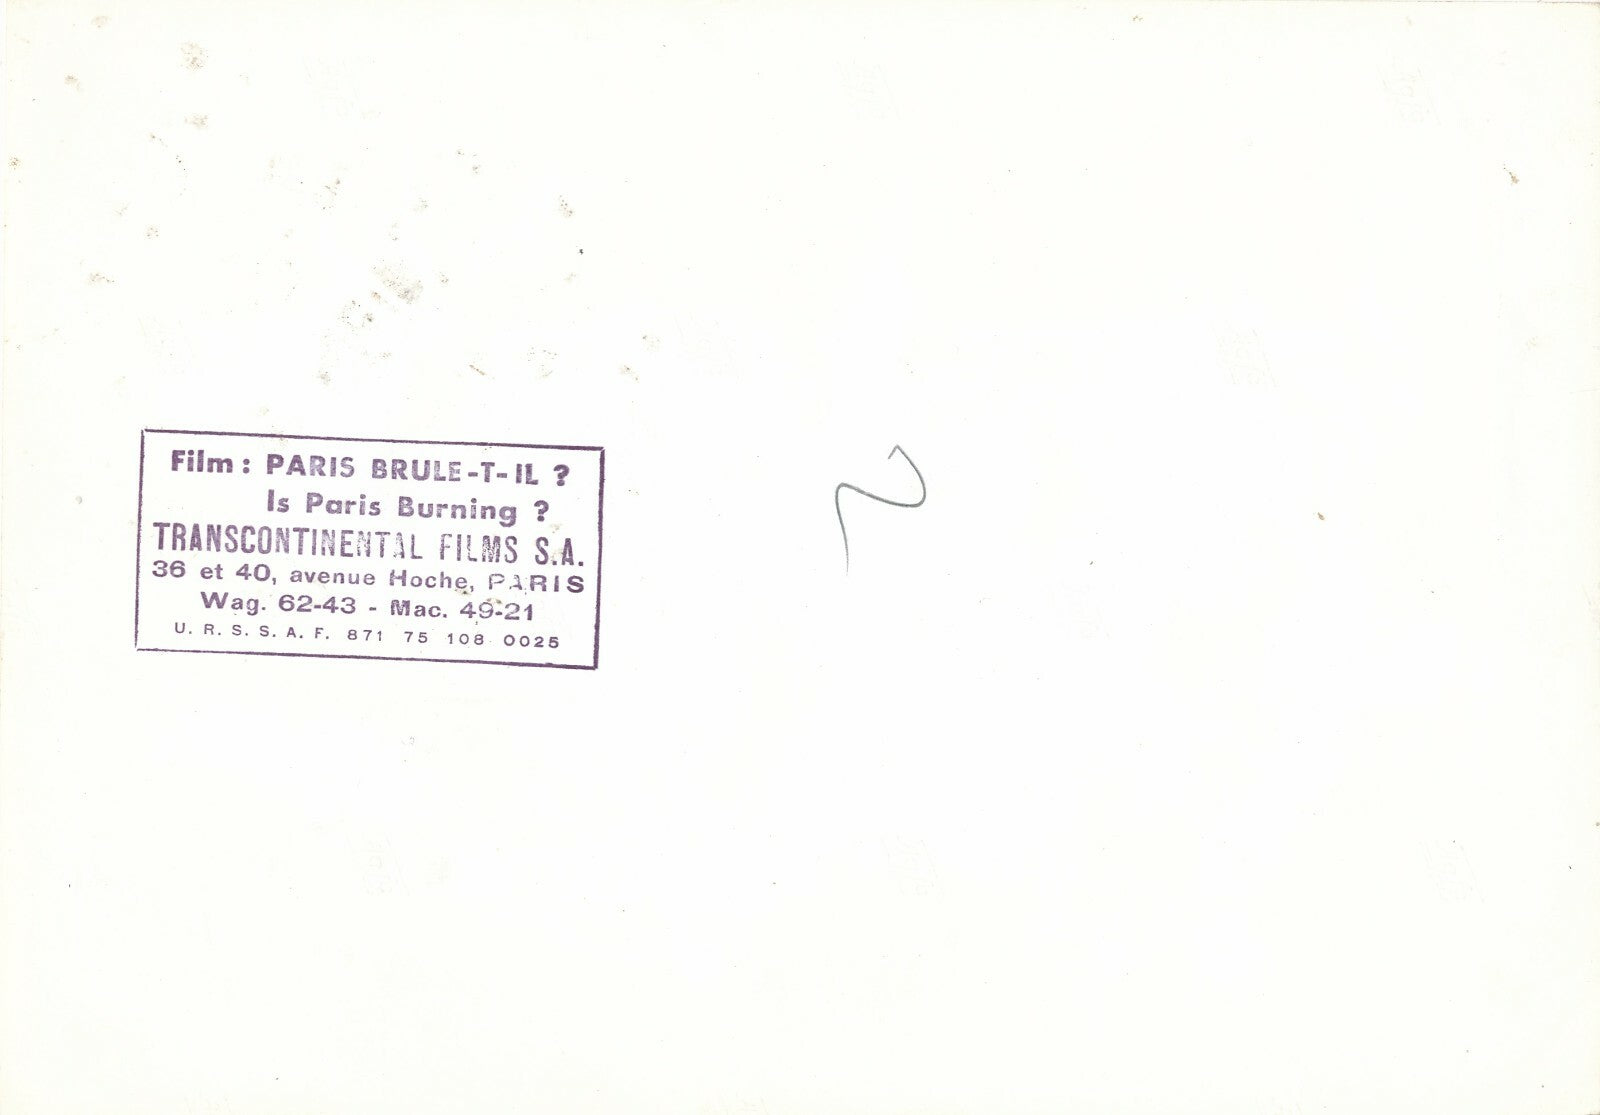 Film : PARIS BRULE-T-IL ?
Is Paris Burning ?
TRANSCONTINENTAL FILMS S.A.
36 et 40, avenue Hoche, PARIS
Wag. 62-43 - Mac. 49-21
U. R. S. S. A. F. 871 75 108 0025